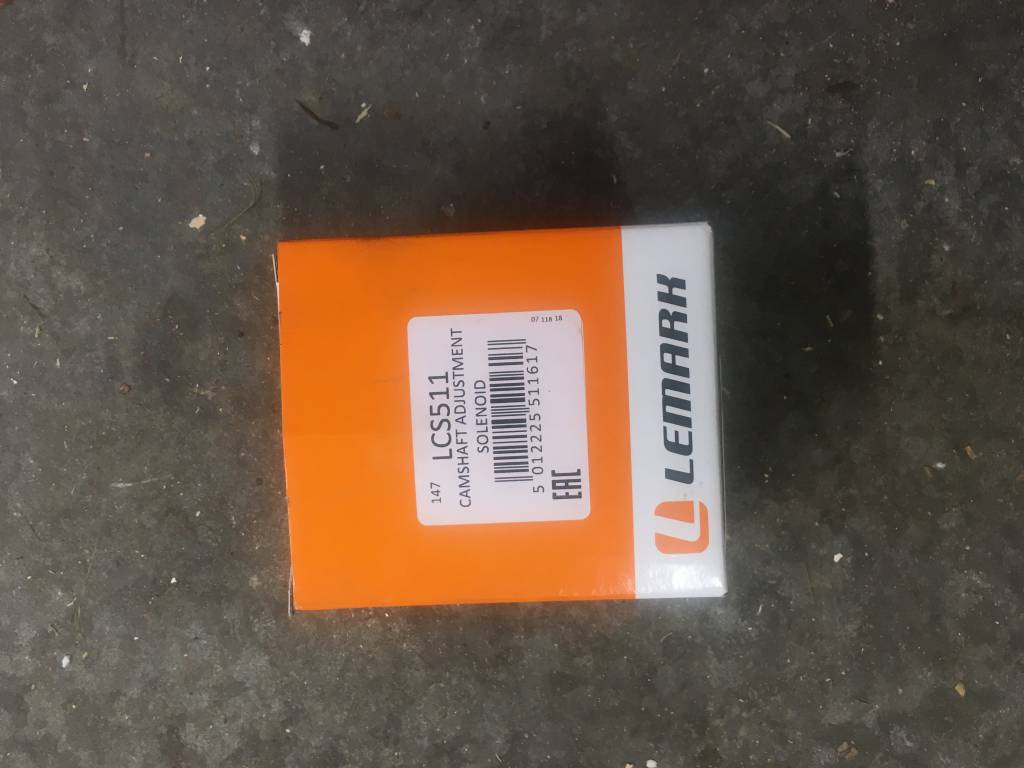 147
LCS511
CAMSHAFT ADJUSTMENT
SOLENOID
5 012225 511617
EAC
07 118 18
LEMARK